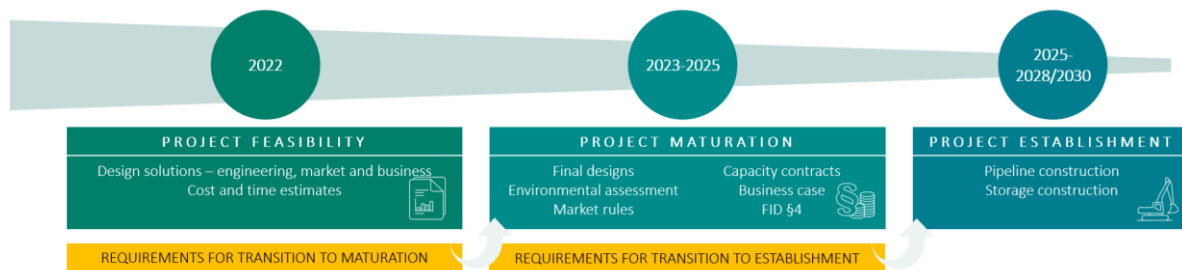 2022
2023-2025
2025-
2028/2030
PROJECT FEASIBILITY
Design solutions – engineering, market and business
Cost and time estimates
REQUIREMENTS FOR TRANSITION TO MATURATION
PROJECT MATURATION
Final designs
Environmental assessment
Market rules
Capacity contracts
Business case
FID §4
§
REQUIREMENTS FOR TRANSITION TO ESTABLISHMENT
PROJECT ESTABLISHMENT
Pipeline construction
Storage construction